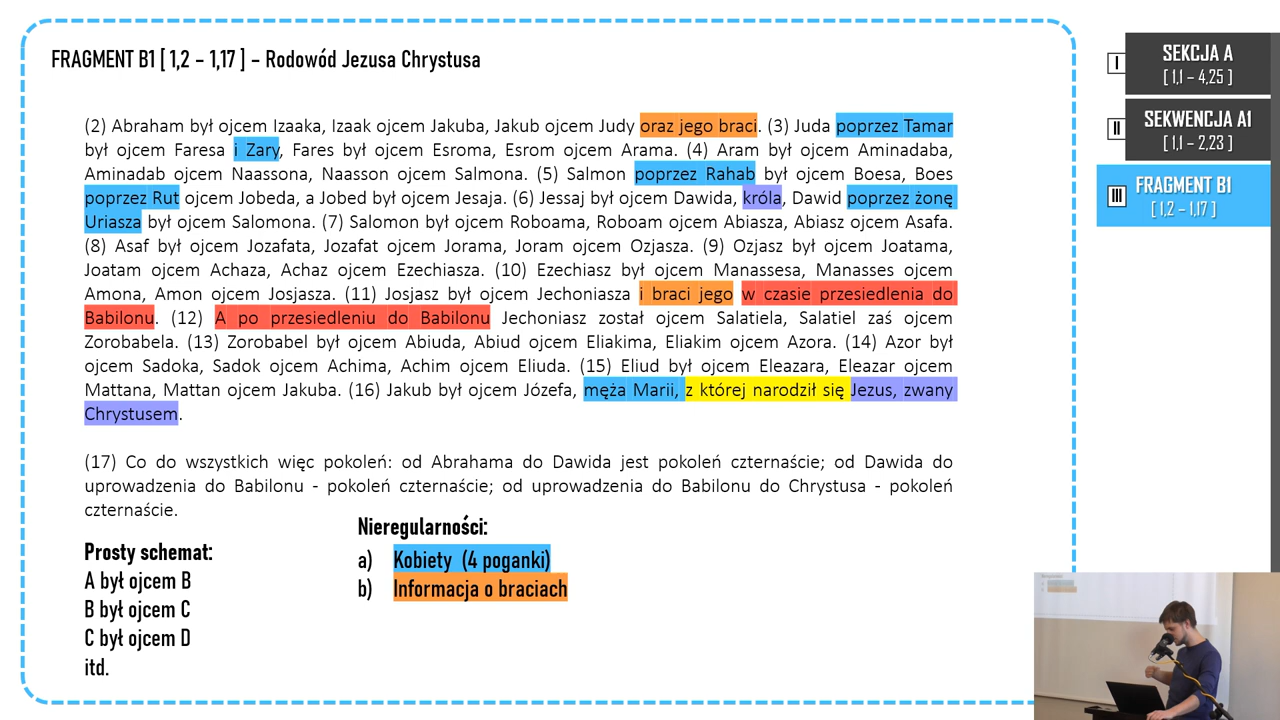 FRAGMENT B1 [ 1,2 – 1,17 ] – Rodowód Jezusa Chrystusa
(2) Abraham był ojcem Izaaka, Izaak ojcem Jakuba, Jakub ojcem Judy oraz jego braci. (3) Juda poprzez Tamar
był ojcem Faresa i Zary, Fares był ojcem Esroma, Esrom ojcem Arama. (4) Aram był ojcem Aminadaba,
Aminadab ojcem Naassona, Naasson ojcem Salmona. (5) Salmon poprzez Rahab był ojcem Boesa, Boes
poprzez Rut ojcem Jobeda, a Jobed był ojcem Jesaja. (6) Jessaj był ojcem Dawida, króla, Dawid poprzez żonę
Uriasza był ojcem Salomona. (7) Salomon był ojcem Roboama, Roboam ojcem Abiasza, Abiasz ojcem Asafa.
(8) Asaf był ojcem Jozafata, Jozafat ojcem Jorama, Joram ojcem Ozjasza. (9) Ozjasz był ojcem Joatama,
Joatam ojcem Achaza, Achaz ojcem Ezechiasza. (10) Ezechiasz był ojcem Manassesa, Manasses ojcem
Amona, Amon ojcem Josjasza. (11) Josjasz był ojcem Jechoniasza i braci jego w czasie przesiedlenia do
Babilonu. (12) A po przesiedleniu do Babilonu Jechoniasz został ojcem Salatiela, Salatiel zaś ojcem
Zorobabela. (13) Zorobabel był ojcem Abiuda, Abiud ojcem Eliakima, Eliakim ojcem Azora. (14) Azor był
ojcem Sadoka, Sadok ojcem Achima, Achim ojcem Eliuda. (15) Eliud był ojcem Eleazara, Eleazar ojcem
Mattana, Mattan ojcem Jakuba. (16) Jakub był ojcem Józefa, męża Marii, z której narodził się Jezus, zwany
Chrystusem.
(17) Co do wszystkich więc pokoleń: od Abrahama do Dawida jest pokoleń czternaście; od Dawida do
uprowadzenia do Babilonu - pokoleń czternaście; od uprowadzenia do Babilonu do Chrystusa - pokoleń
czternaście.
Prosty schemat:
A był ojcem B
B był ojcem C
C był ojcem D
itd.
Nieregularności:
a) Kobiety (4 poganki)
b) Informacja o braciach
I SEKCJA A
[ 1,1 – 4,25 ]
II SEKWENCJA A1
[ 1,1 – 2,23 ]
III FRAGMENT B1
[ 1,2 – 1,17 ]